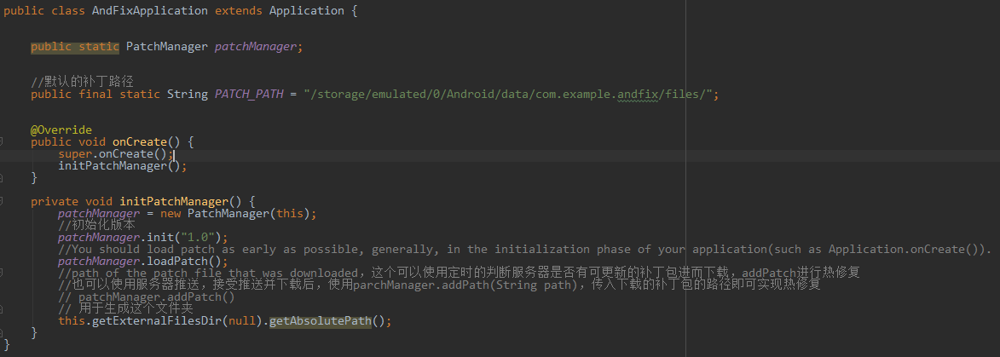 public class AndFixApplication extends Application {
public static PatchManager patchManager;
//默认的补丁路径
public final static String PATCH_PATH = "/storage/emulated/0/Android/data/com.example.andfix/files/";
@Override
public void onCreate() {
super.onCreate();
initPatchManager();
}
private void initPatchManager() {
patchManager = new PatchManager(this);
//初始化版本
patchManager.init("1.0");
//You should load patch as early as possible, generally, in the initialization phase of your application(such as Application.onCreate()).
patchManager.loadPatch();
//path of the patch file that was downloaded，这个可以使用定时的判断服务器是否有可更新的补丁包进而下载，addPatch进行热修复
//也可以使用服务器推送，接受推送并下载后，使用parchManager.addPath(String path)，传入下载的补丁包的路径即可实现热修复
// patchManager.addPatch()
// 用于生成这个文件夹
this.getExternalFilesDir(null).getAbsolutePath();
}
}